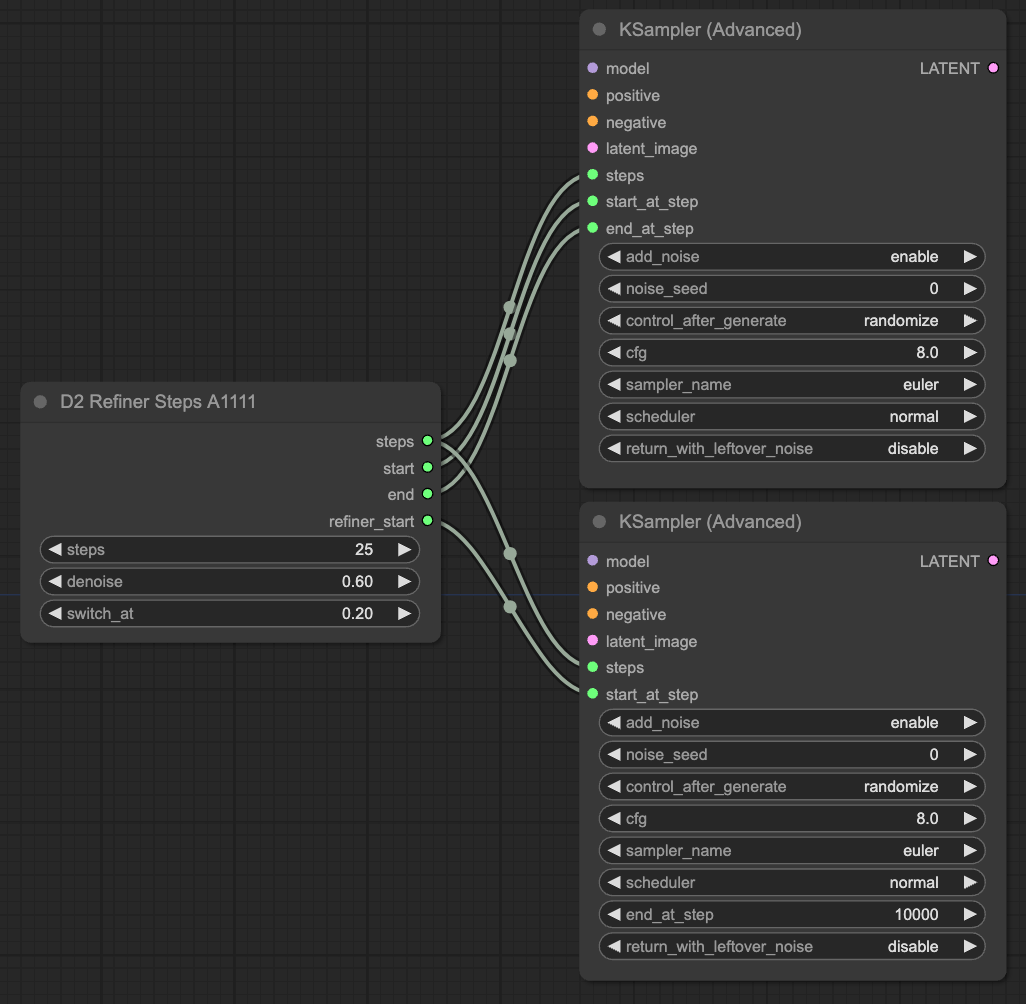 D2 Refiner Steps A1111
steps
start
end
refiner_start
steps 25
denoise 0.60
switch_at 0.20
KSampler (Advanced)
model LATENT
positive
negative
latent_image
steps
start_at_step
end_at_step
add_noise enable
noise_seed 0
control_after_generate randomize
cfg 8.0
sampler_name euler
scheduler normal
return_with_leftover_noise disable
KSampler (Advanced)
model LATENT
positive
negative
latent_image
steps
start_at_step
add_noise enable
noise_seed 0
control_after_generate randomize
cfg 8.0
sampler_name euler
scheduler normal
end_at_step 10000
return_with_leftover_noise disable